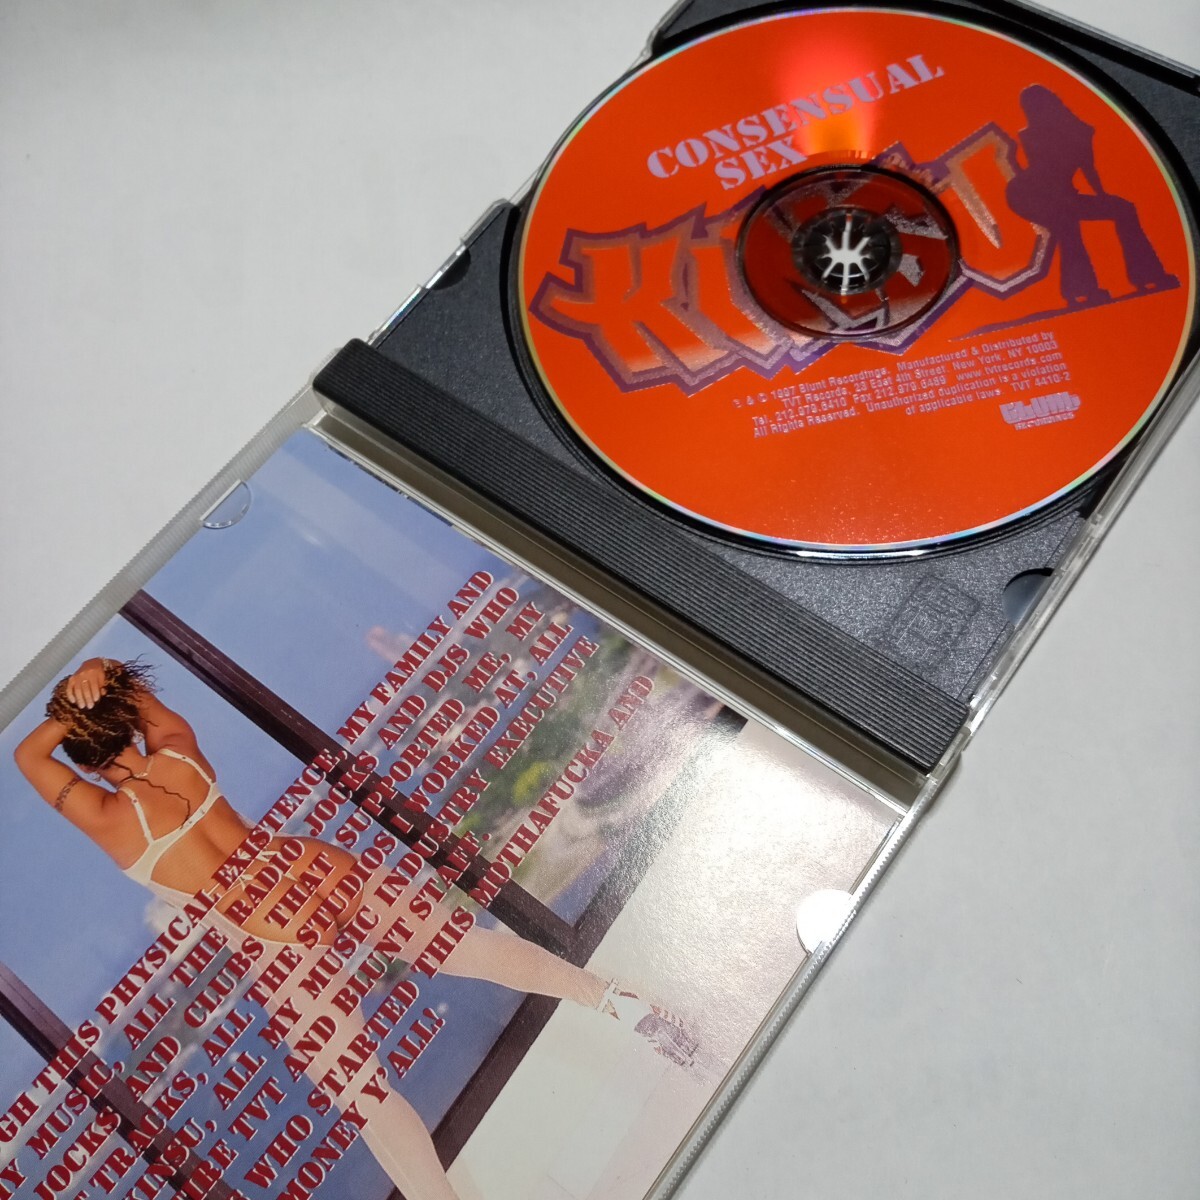 CONSENSUAL
SEX
KINSU
℗ & © 1997 Blunt Recordings. Manufactured & Distributed by
TVT Records, 23 East 4th Street, New York, NY 10003
Tel. 212.979.6410 Fax 212.979.6489 www.tvtrecords.com
All Rights Reserved. Unauthorized duplication is a violation
of applicable laws. TVT 4410-2
BLUNT
RECORDINGS
GH THIS PHYSICAL EXISTENCE, MY FAMILY AND
Y MUSIC, ALL THE RADIO JOCKS AND DJS WHO
JOCKS AND CLUBS THAT SUPPORTED ME, MY
TRACKS, ALL THE STUDIOS I WORKED AT, ALL
KINSU, ALL MY MUSIC INDUSTRY EXECUTIVE
IRE TVT AND BLUNT STAFF.
WHO STARTED THIS MOTHAFUCKA AND
MONEY Y'ALL!